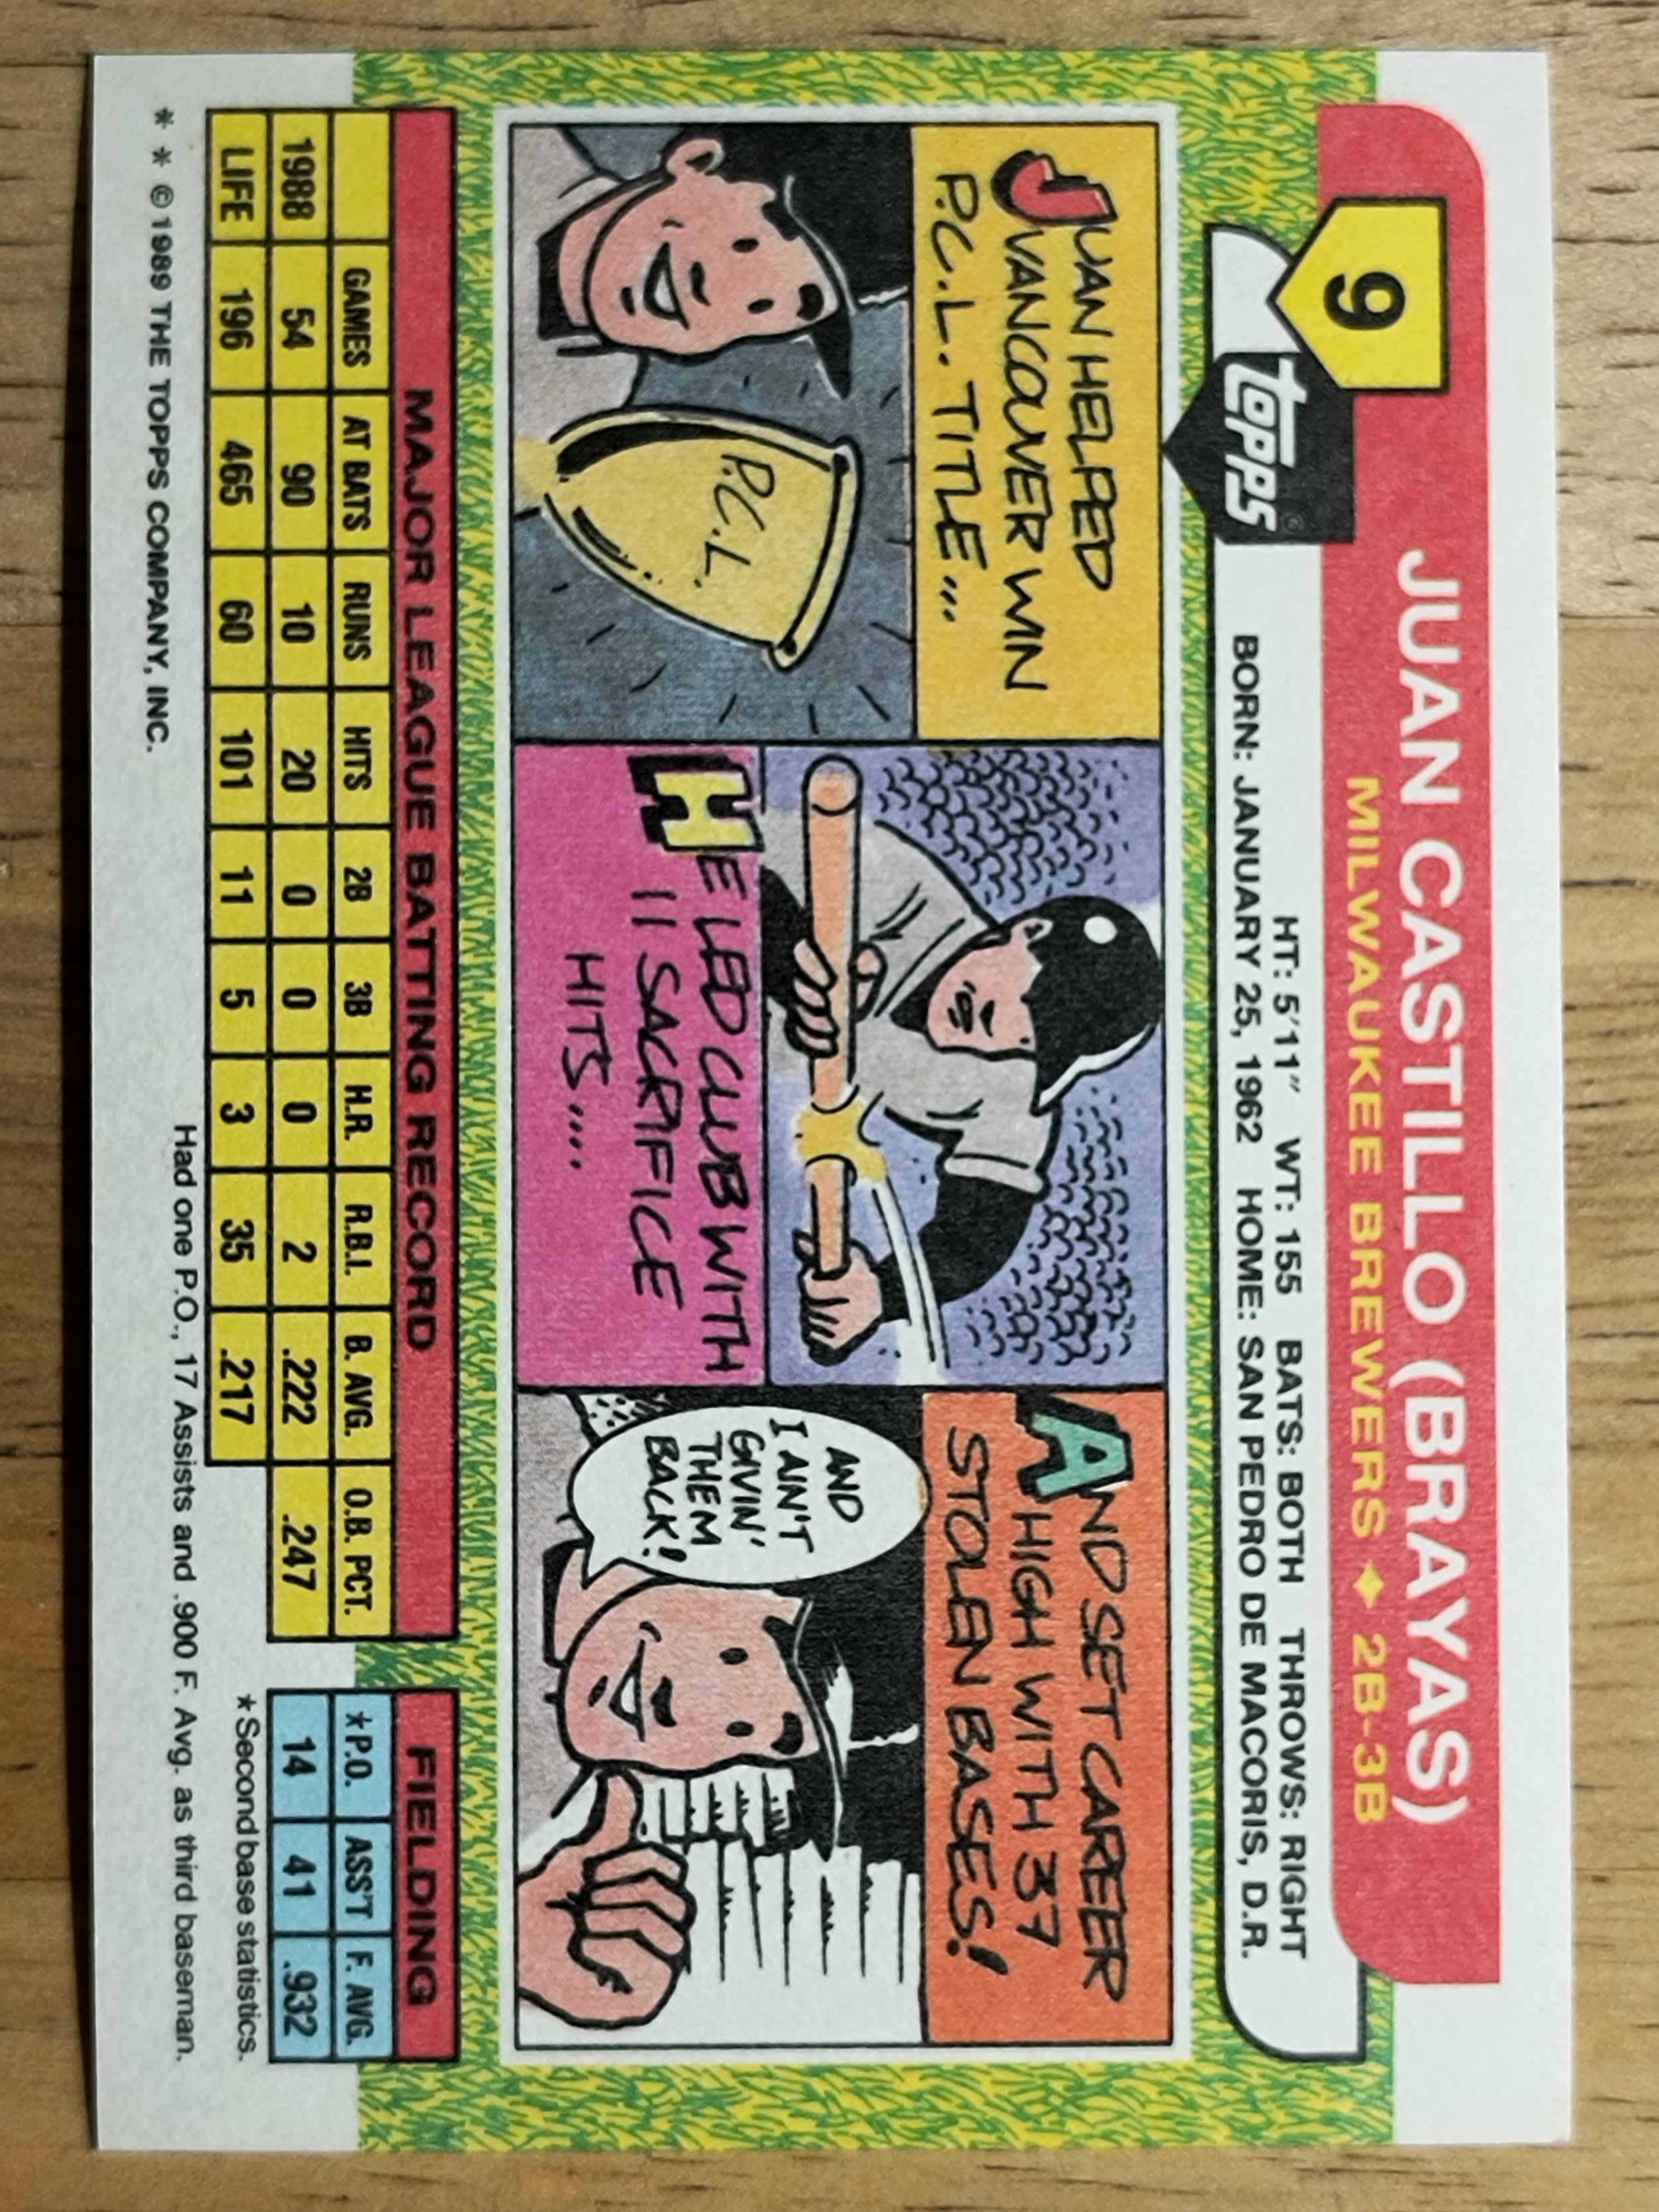 9
JUAN CASTILLO (BRAYAS)
MILWAUKEE BREWERS ♦ 2B-3B
topps
©
HT: 5'11" WT: 155 BATS: BOTH THROWS: RIGHT
BORN: JANUARY 25, 1962 HOME: SAN PEDRO DE MACORIS, D.R.
JUAN HELPED
VANCOUVER WIN
P.C.L. TITLE...
P.C.L.
HE LED CLUB WITH
11 SACRIFICE
HITS....
AND SET CAREER
HIGH WITH 37
STOLEN BASES!
AND
I AIN'T
GIVIN'
THEM
BACK!
MAJOR LEAGUE BATTING RECORD
GAMES AT BATS RUNS HITS 2B 3B H.R. R.B.I. B. AVG. O.B. PCT.
1988 54 90 10 20 0 0 0 2 .222 .247
LIFE 196 465 60 101 11 5 3 35 .217
FIELDING
*P.O. ASS'T F. AVG.
14 41 .932
*Second base statistics.
Had one P.O., 17 Assists and .900 F. Avg. as third baseman.
* * © 1989 THE TOPPS COMPANY, INC.